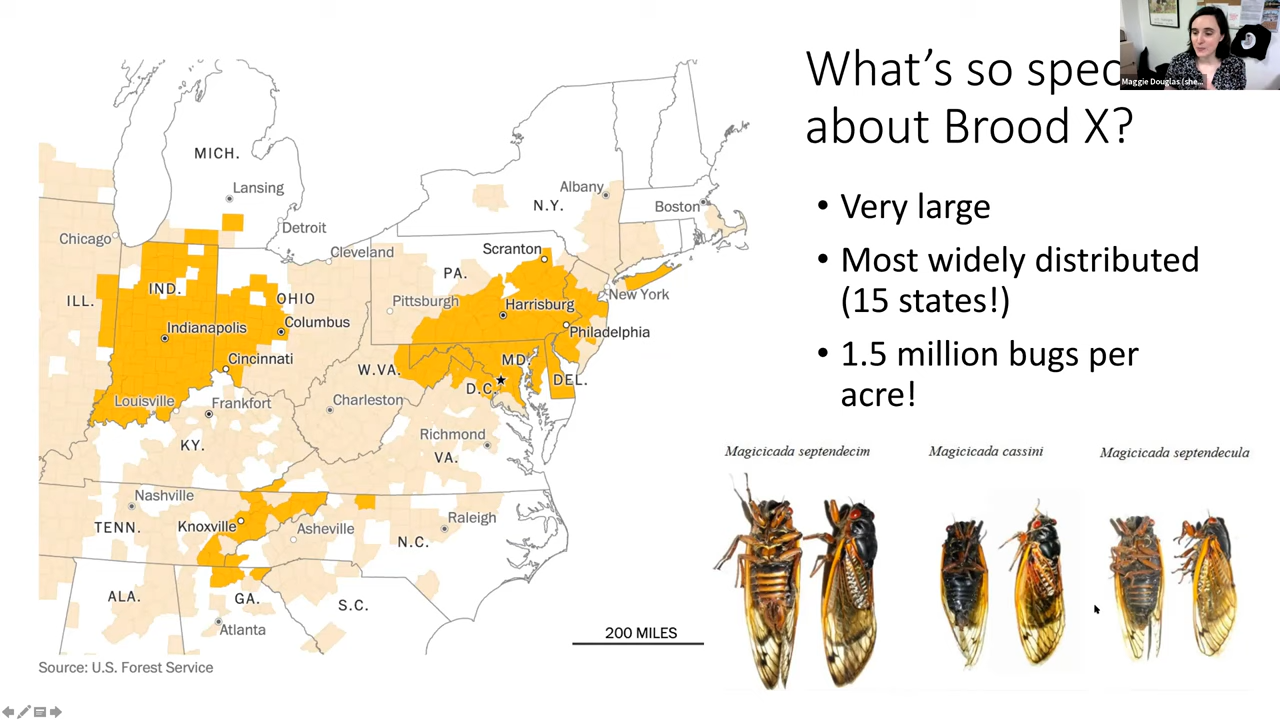 What's so spec
about Brood X?
Maggie Douglas (she...
• Very large
• Most widely distributed
(15 states!)
• 1.5 million bugs per
acre!
MICH.
Lansing
Albany
N.Y.
Boston
Detroit
Chicago
Cleveland
Scranton
PA.
IND.
ILL.
OHIO
New York
Pittsburgh
Harrisburg
Indianapolis
Columbus
Philadelphia
Cincinnati
MD.
W.VA.
D.C.
DEL.
Louisville
Frankfort
Charleston
Richmond
KY.
VA.
Nashville
Raleigh
TENN.
Knoxville
Asheville
N.C.
ALA.
GA.
S.C.
Atlanta
200 MILES
Source: U.S. Forest Service
Magicicada septendecim
Magicicada cassini
Magicicada septendecula